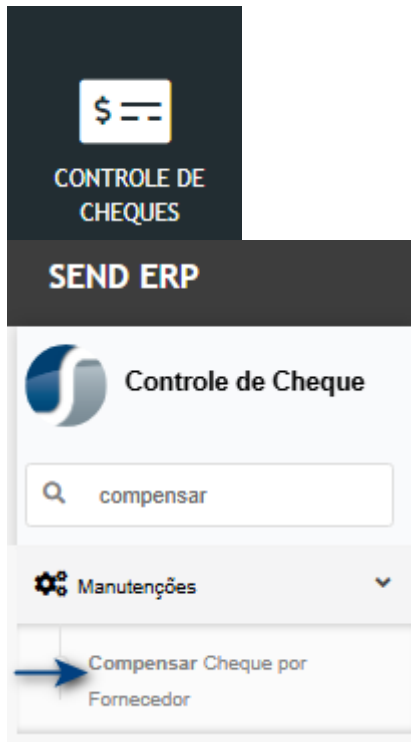 $
CONTROLE DE
CHEQUES
SEND ERP
Controle de Cheque
compensar
Manutenções
Compensar Cheque por
Fornecedor